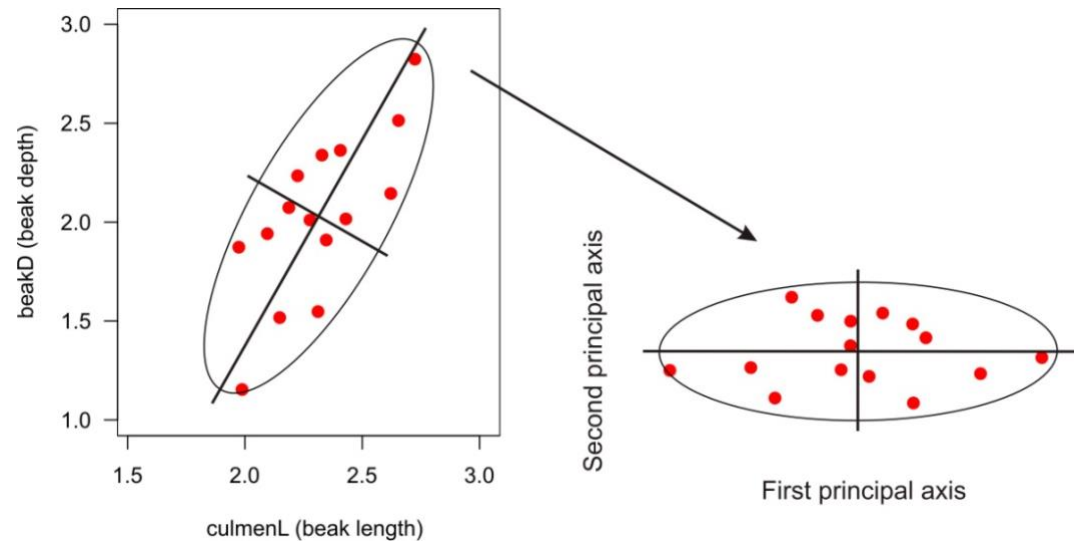 3.0
2.5
2.0
1.5
1.0
beakD (beak depth)
1.5 2.0 2.5 3.0
culmenL (beak length)
Second principal axis
First principal axis